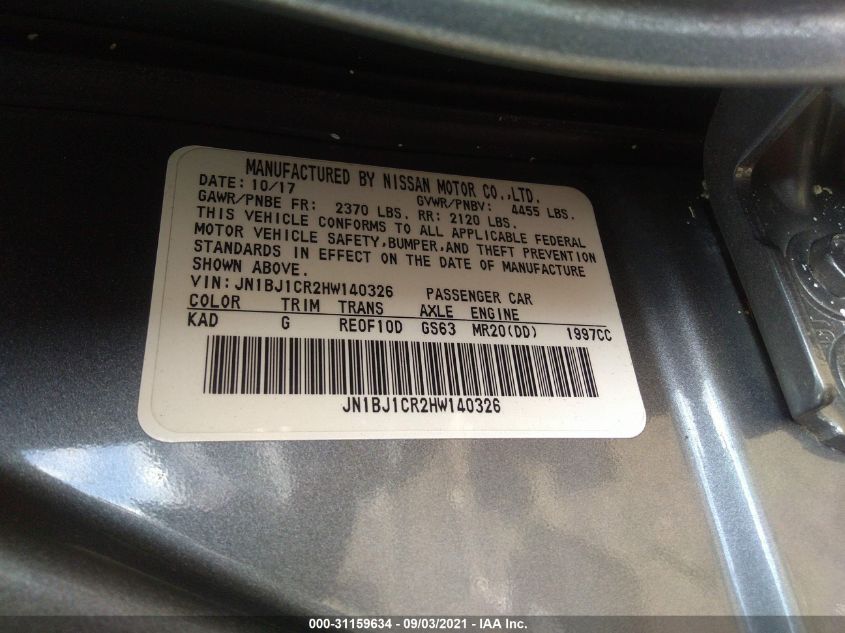 MANUFACTURED BY NISSAN MOTOR CO.,LTD.
DATE: 10/17 GVWR/PNBV: 4455 LBS.
GAWR/PNBE FR: 2370 LBS. RR: 2120 LBS.
THIS VEHICLE CONFORMS TO ALL APPLICABLE FEDERAL
MOTOR VEHICLE SAFETY,BUMPER,AND THEFT PREVENTION
STANDARDS IN EFFECT ON THE DATE OF MANUFACTURE
SHOWN ABOVE.
VIN: JN1BJ1CR2HW140326 PASSENGER CAR
COLOR TRIM TRANS AXLE ENGINE
KAD G RE0F10D GS63 MR20(DD) 1997CC
JN1BJ1CR2HW140326
000-31159634 - 09/03/2021 - IAA Inc.